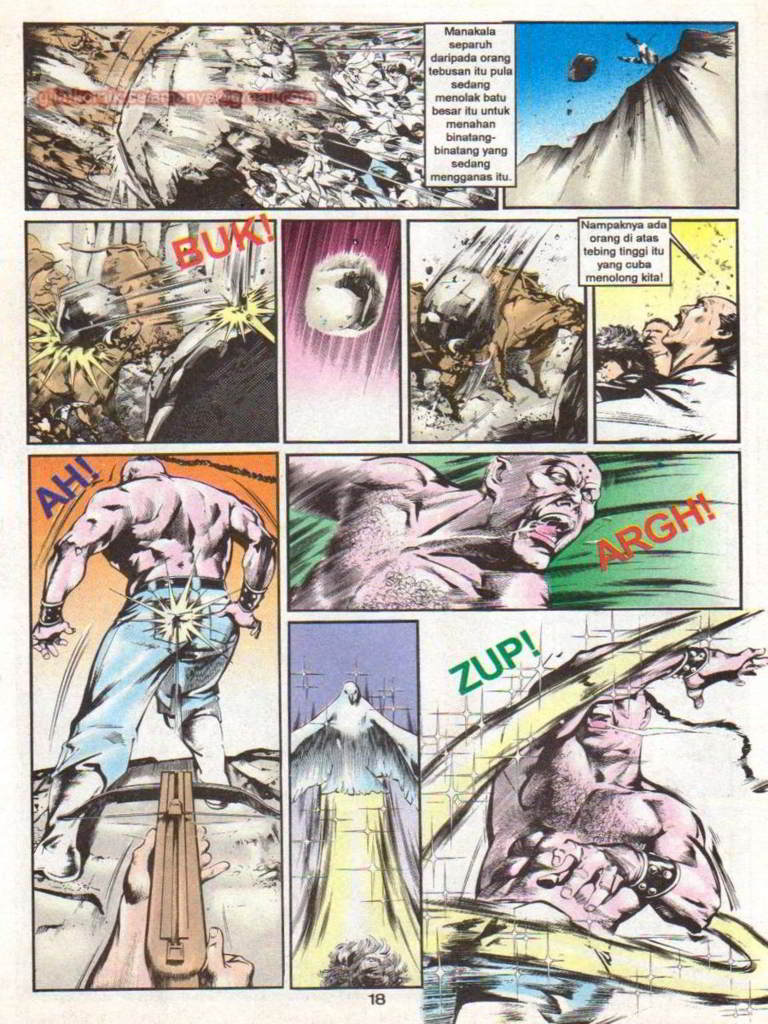 Manakala
separuh
daripada orang
tebusan itu pula
sedang
menolak batu
besar itu untuk
menahan
binatang-
binatang yang
sedang
mengganas itu.
BUK!
Nampaknya ada
orang di atas
tebing tinggi itu
yang cuba
menolong kita!
AH!
ARGH!
ZUP!
18